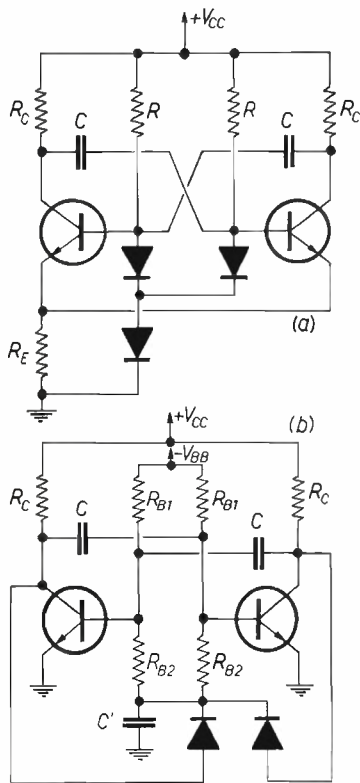 +VCC
RC C R R C RC
RE
(a)
+VCC
(b)
-VBB
RC RB1 RB1 RC
C C
RB2 RB2
C'